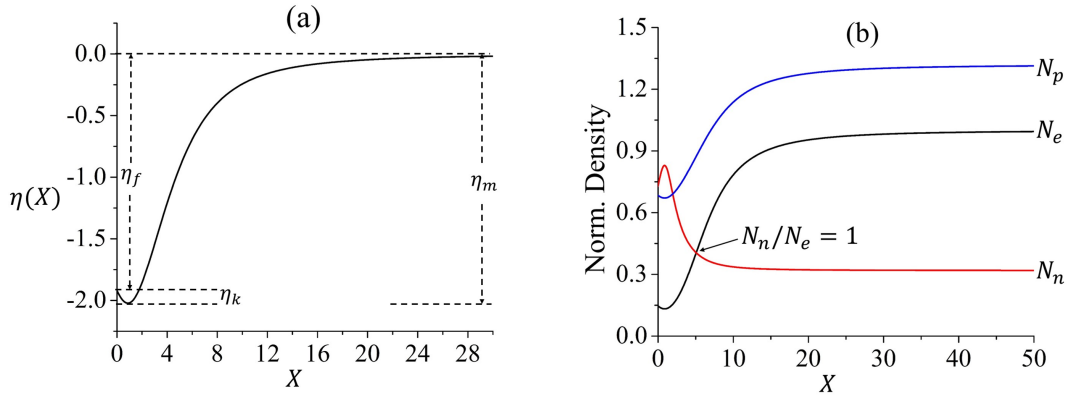 (a)
0.0
-0.5
-1.0
-1.5
-2.0
η(X)
η_f
η_m
η_k
0 4 8 12 16 20 24 28
X
(b)
1.5
1.2
0.9
0.6
0.3
0.0
Norm. Density
N_p
N_e
N_n/N_e = 1
N_n
0 10 20 30 40 50
X